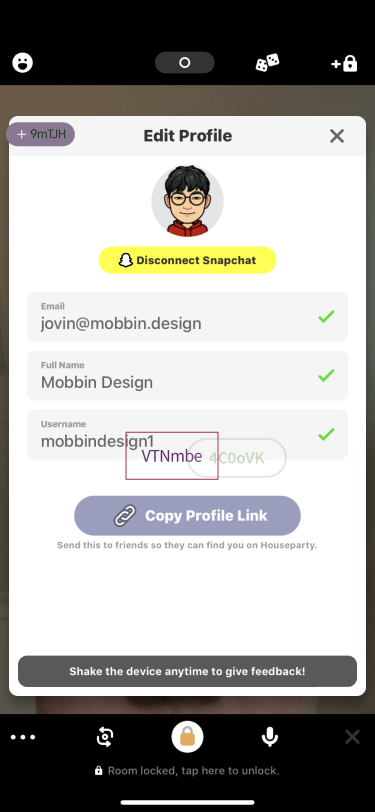 + 9mTJH
Edit Profile
Disconnect Snapchat
Email
jovin@mobbin.design
Full Name
Mobbin Design
Username
mobbindesign1
VTNmbe
4C0oVK
Copy Profile Link
Send this to friends so they can find you on Houseparty.
Shake the device anytime to give feedback!
Room locked, tap here to unlock.